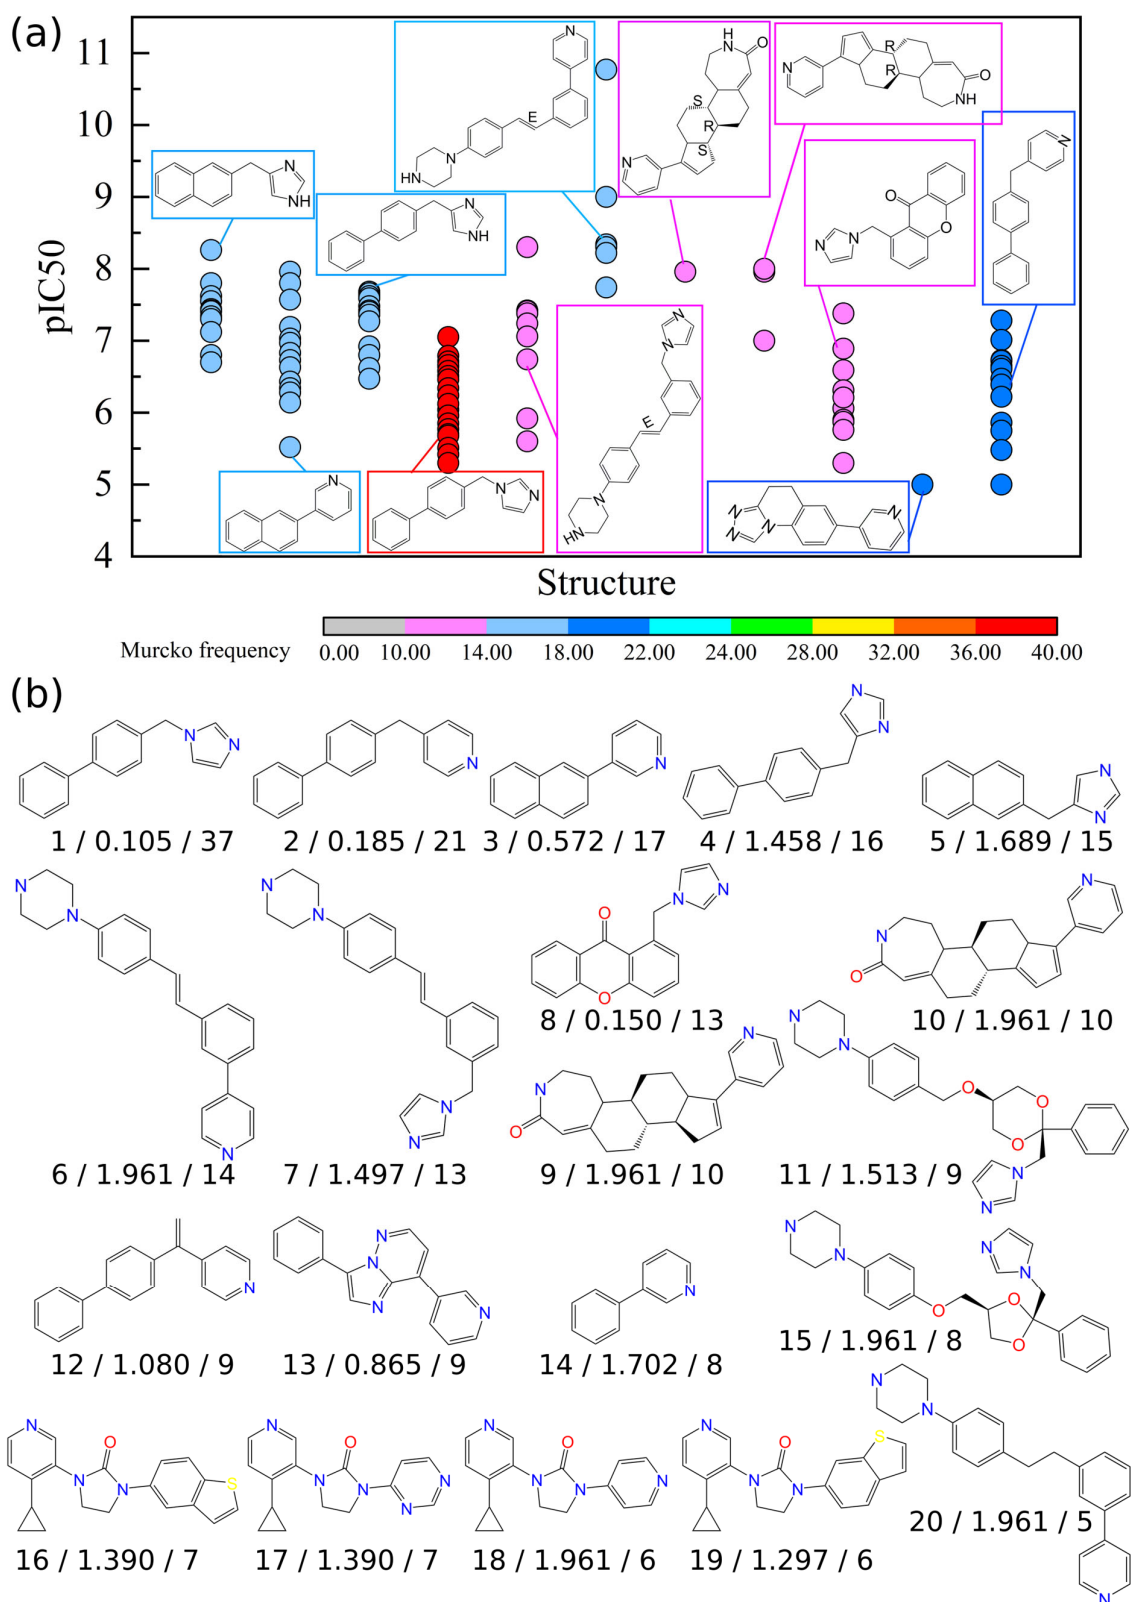 (a)
11
10
9
8
7
6
5
4
pIC50
Structure
N
NH
N
NH
N
E
N
HN
H
N
O
S
R
S
N
N
R
R
O
NH
N
O
O
N
N
N
N
N
N
E
N
HN
N
N
N
N
N
N
N
Murcko frequency
0.00 10.00 14.00 18.00 22.00 24.00 28.00 32.00 36.00 40.00
(b)
N
N
N
N
N
N
N
N
1 / 0.105 / 37
2 / 0.185 / 21
3 / 0.572 / 17
4 / 1.458 / 16
5 / 1.689 / 15
N
N
N
N
N
N
N
N
O
O
N
N
N
O
6 / 1.961 / 14
7 / 1.497 / 13
8 / 0.150 / 13
10 / 1.961 / 10
N
N
O
N
N
O
O
O
N
N
9 / 1.961 / 10
11 / 1.513 / 9
N
N
N
N
N
N
N
N
O
O
O
N
N
12 / 1.080 / 9
13 / 0.865 / 9
14 / 1.702 / 8
15 / 1.961 / 8
N
N
O
N
S
N
N
O
N
N
N
N
N
O
N
N
N
N
O
N
S
N
N
N
16 / 1.390 / 7
17 / 1.390 / 7
18 / 1.961 / 6
19 / 1.297 / 6
20 / 1.961 / 5